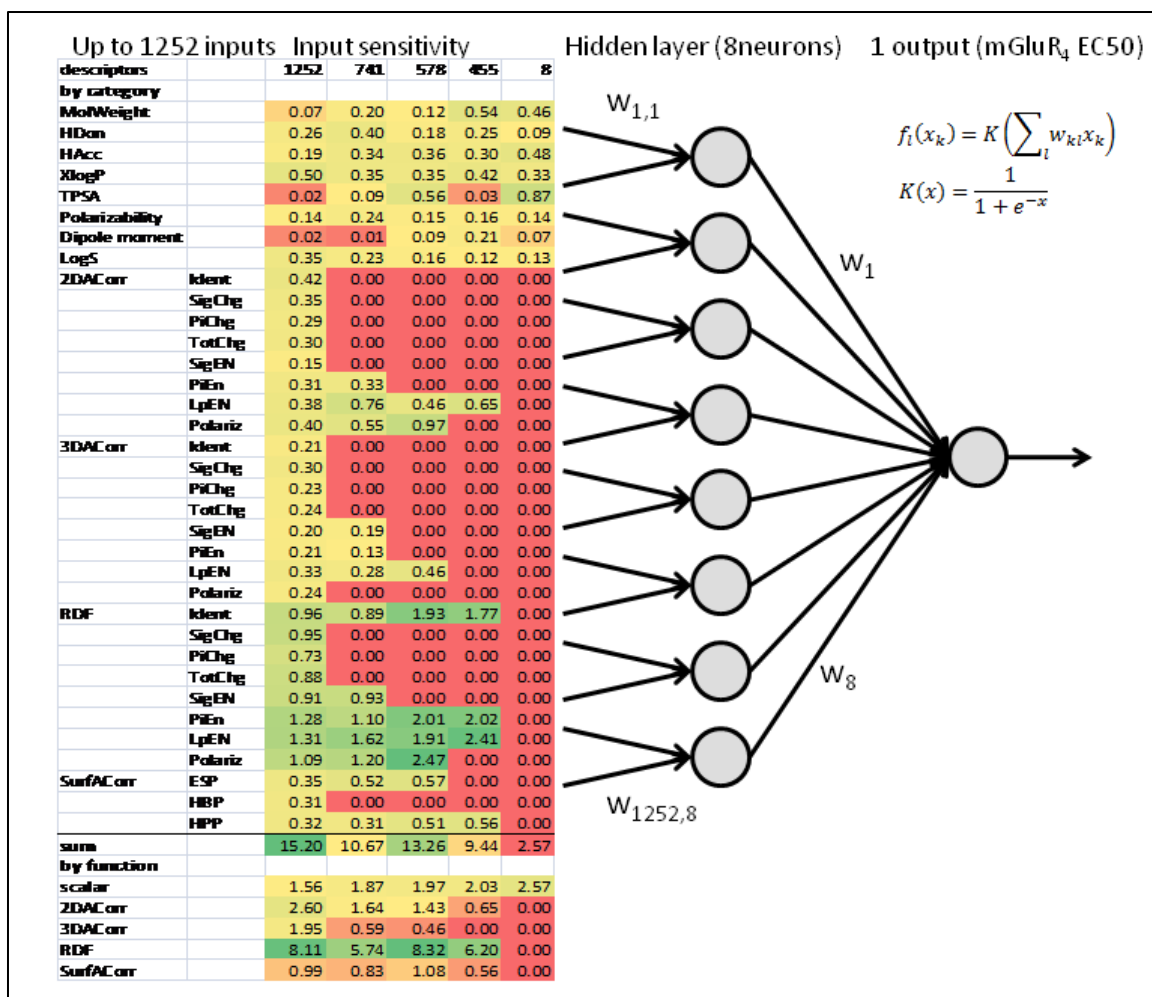 Up to 1252 inputs Input sensitivity Hidden layer (8neurons) 1 output (mGluR4 EC50)
descriptors 1252 741 578 455 8
by category
MolWeight 0.07 0.20 0.12 0.54 0.46
HDon 0.26 0.40 0.18 0.25 0.09
HAcc 0.19 0.34 0.36 0.30 0.48
XlogP 0.50 0.35 0.35 0.42 0.33
TPSA 0.02 0.09 0.56 0.03 0.87
Polarizability 0.14 0.24 0.15 0.16 0.14
Dipole moment 0.02 0.01 0.09 0.21 0.07
LogS 0.35 0.23 0.16 0.12 0.13
2DACorr Ident 0.42 0.00 0.00 0.00 0.00
SigChg 0.35 0.00 0.00 0.00 0.00
PiChg 0.29 0.00 0.00 0.00 0.00
TotChg 0.30 0.00 0.00 0.00 0.00
SigEN 0.15 0.00 0.00 0.00 0.00
PiEn 0.31 0.33 0.00 0.00 0.00
LpEN 0.38 0.76 0.46 0.65 0.00
Polariz 0.40 0.55 0.97 0.00 0.00
3DACorr Ident 0.21 0.00 0.00 0.00 0.00
SigChg 0.30 0.00 0.00 0.00 0.00
PiChg 0.23 0.00 0.00 0.00 0.00
TotChg 0.24 0.00 0.00 0.00 0.00
SigEN 0.20 0.19 0.00 0.00 0.00
PiEn 0.21 0.13 0.00 0.00 0.00
LpEN 0.33 0.28 0.46 0.00 0.00
Polariz 0.24 0.00 0.00 0.00 0.00
RDF Ident 0.96 0.89 1.93 1.77 0.00
SigChg 0.95 0.00 0.00 0.00 0.00
PiChg 0.73 0.00 0.00 0.00 0.00
TotChg 0.88 0.00 0.00 0.00 0.00
SigEN 0.91 0.93 0.00 0.00 0.00
PiEn 1.28 1.10 2.01 2.02 0.00
LpEN 1.31 1.62 1.91 2.41 0.00
Polariz 1.09 1.20 2.47 0.00 0.00
SurfACorr ESP 0.35 0.52 0.57 0.00 0.00
HBP 0.31 0.00 0.00 0.00 0.00
HPP 0.32 0.31 0.51 0.56 0.00
sum 15.20 10.67 13.26 9.44 2.57
by function
scalar 1.56 1.87 1.97 2.03 2.57
2DACorr 2.60 1.64 1.43 0.65 0.00
3DACorr 1.95 0.59 0.46 0.00 0.00
RDF 8.11 5.74 8.32 6.20 0.00
SurfACorr 0.99 0.83 1.08 0.56 0.00
W1,1
W1252,8
W1
W8
f_l(x_k) = K(∑_l w_kl x_k)
K(x) = 1 / (1 + e^−x)